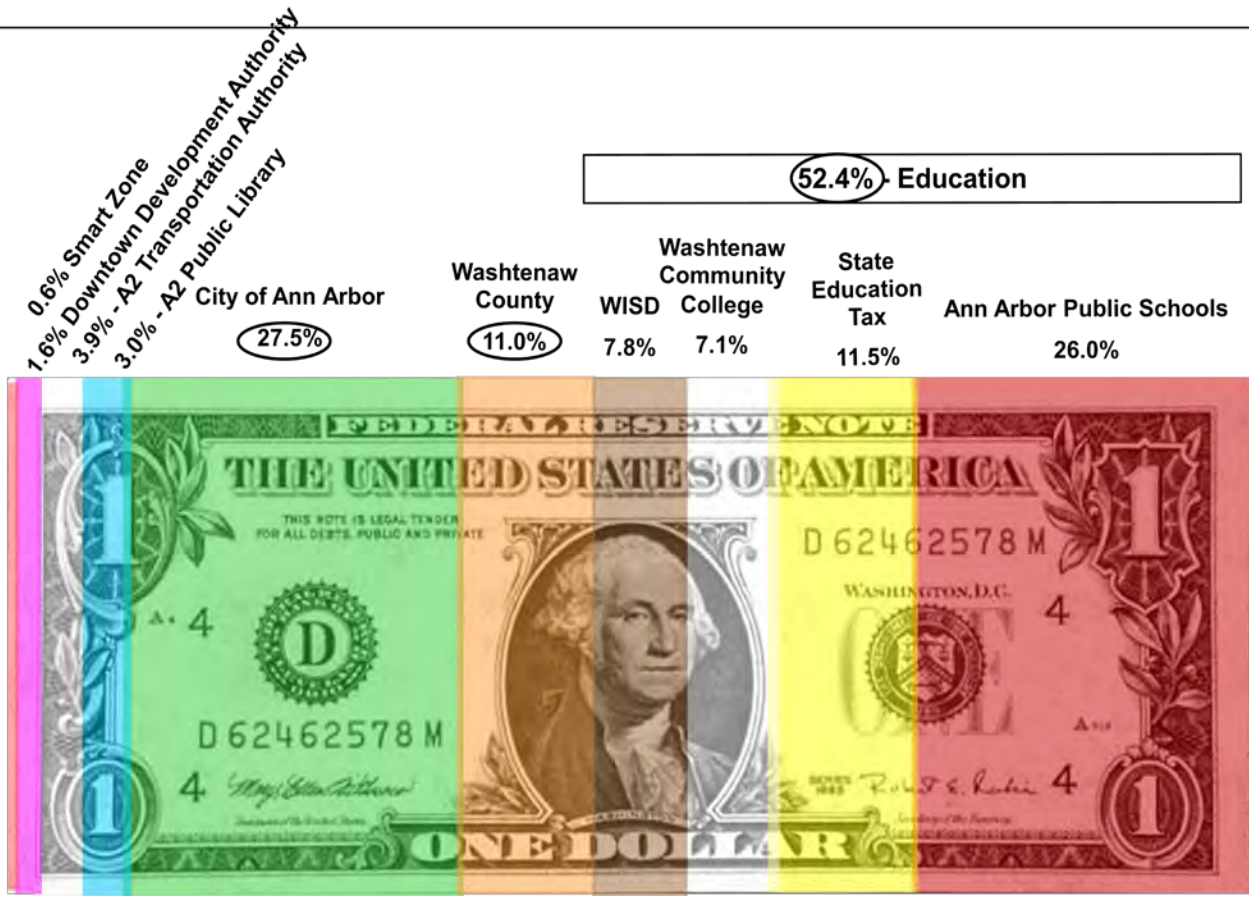 0.6% Smart Zone
1.6% Downtown Development Authority
3.9% - A2 Transportation Authority
3.0% - A2 Public Library
52.4% - Education
City of Ann Arbor
27.5%
Washtenaw
County
11.0%
WISD
7.8%
Washtenaw
Community
College
7.1%
State
Education
Tax
11.5%
Ann Arbor Public Schools
26.0%
FEDERAL RESERVE NOTE
THE UNITED STATES OF AMERICA
THIS NOTE IS LEGAL TENDER
FOR ALL DEBTS, PUBLIC AND PRIVATE
D 62462578 M
WASHINGTON, D.C.
1
1
4
4
D
ONE
D 62462578 M
4
4
SERIES
1
1
ONE DOLLAR